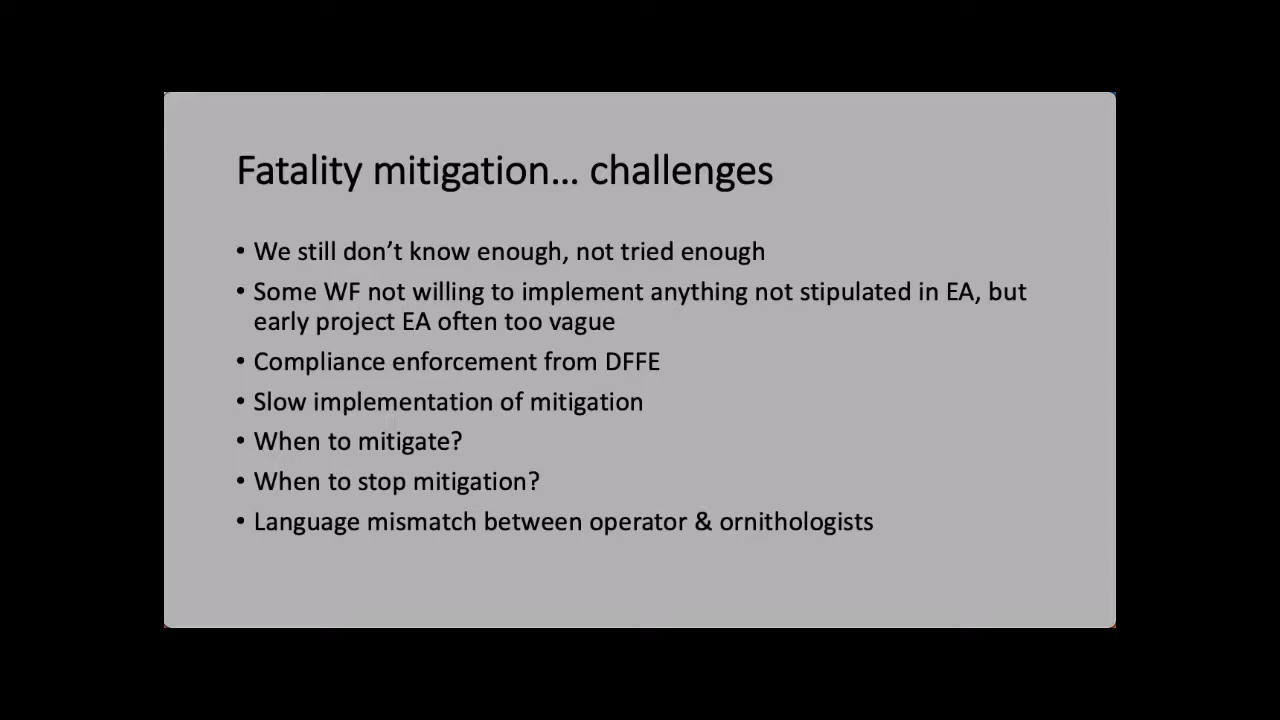 Fatality mitigation... challenges
• We still don’t know enough, not tried enough
• Some WF not willing to implement anything not stipulated in EA, but
early project EA often too vague
• Compliance enforcement from DFFE
• Slow implementation of mitigation
• When to mitigate?
• When to stop mitigation?
• Language mismatch between operator & ornithologists